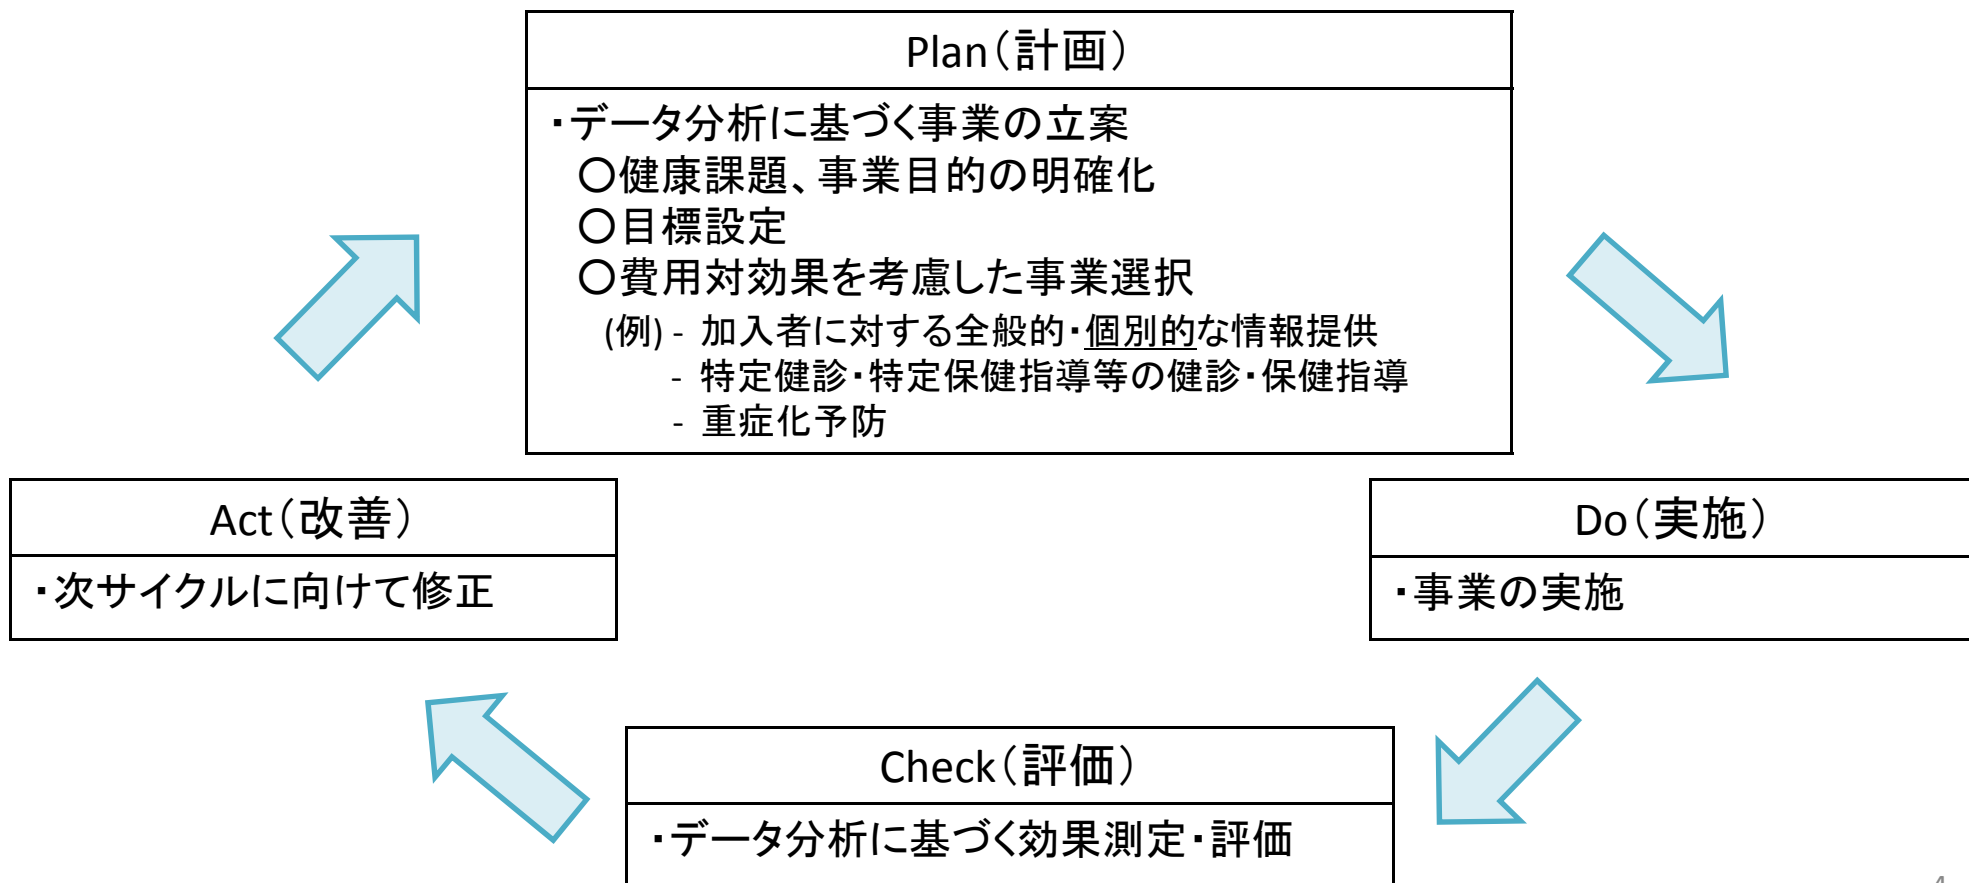 Plan（計画）
・データ分析に基づく事業の立案
○健康課題、事業目的の明確化
○目標設定
○費用対効果を考慮した事業選択
(例) - 加入者に対する全般的・個別的な情報提供
- 特定健診・特定保健指導等の健診・保健指導
- 重症化予防
Act（改善）
・次サイクルに向けて修正
Do（実施）
・事業の実施
Check（評価）
・データ分析に基づく効果測定・評価